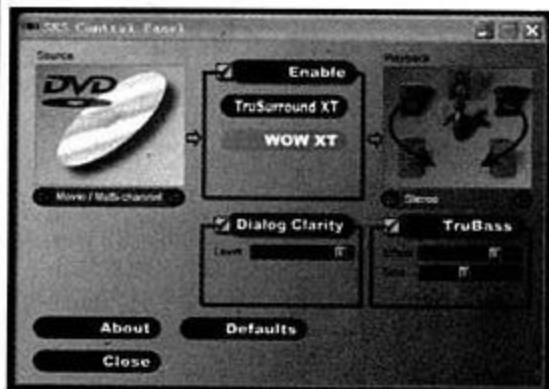 SRS Control Panel
Source
Playback
DVD
Enable
TruSurround XT
WOW XT
Movie / Multi-channel
Stereo
Dialog Clarity
TruBass
Level
About
Defaults
Close